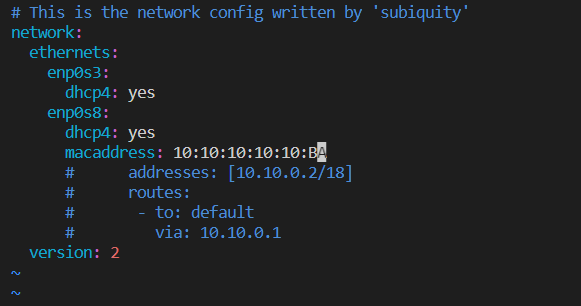 # This is the network config written by 'subiquity'
network:
  ethernets:
    enp0s3:
      dhcp4: yes
    enp0s8:
      dhcp4: yes
      macaddress: 10:10:10:10:10:BA
      #      addresses: [10.10.0.2/18]
      #      routes:
      #       - to: default
      #         via: 10.10.0.1
  version: 2
~
~